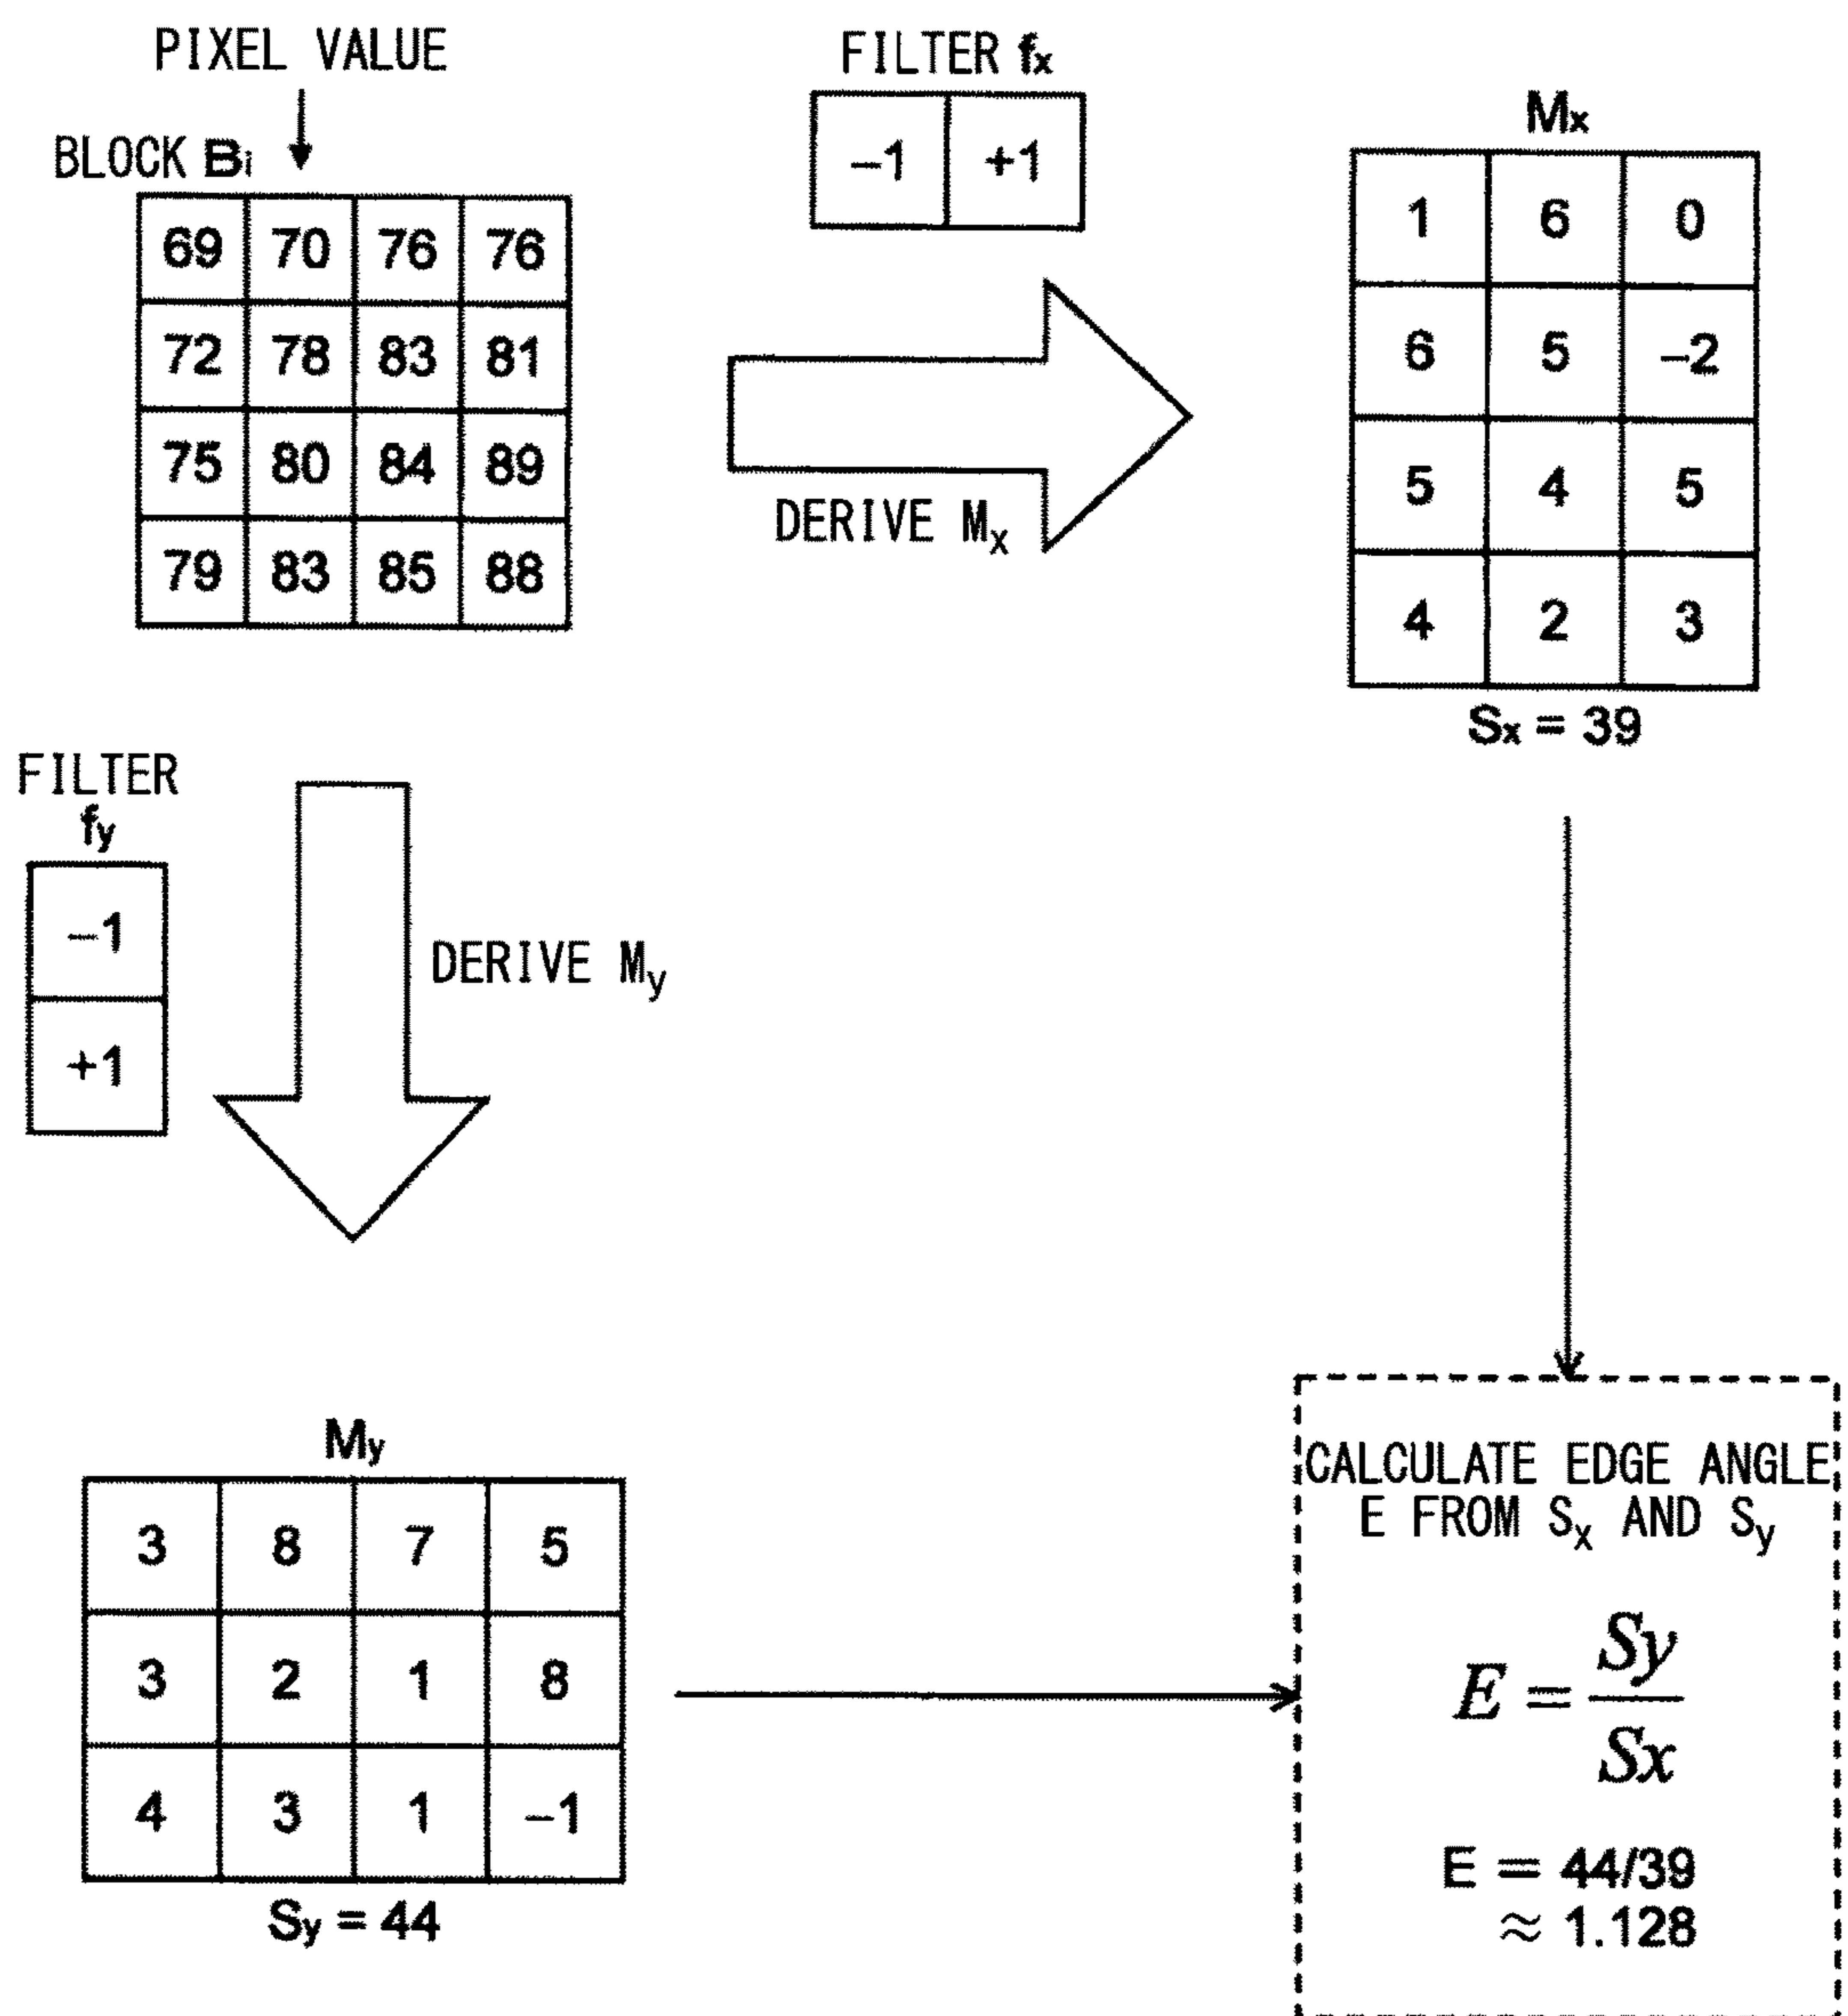 PIXEL VALUE
BLOCK Bi
69 70 76 76
72 78 83 81
75 80 84 89
79 83 85 88
FILTER fx
−1 +1
DERIVE Mx
Mx
1 6 0
6 5 −2
5 4 5
4 2 3
Sx = 39
FILTER
fy
−1
+1
DERIVE My
My
3 8 7 5
3 2 1 8
4 3 1 −1
Sy = 44
CALCULATE EDGE ANGLE
E FROM Sx AND Sy
E = Sy/Sx
E = 44/39
≈ 1.128